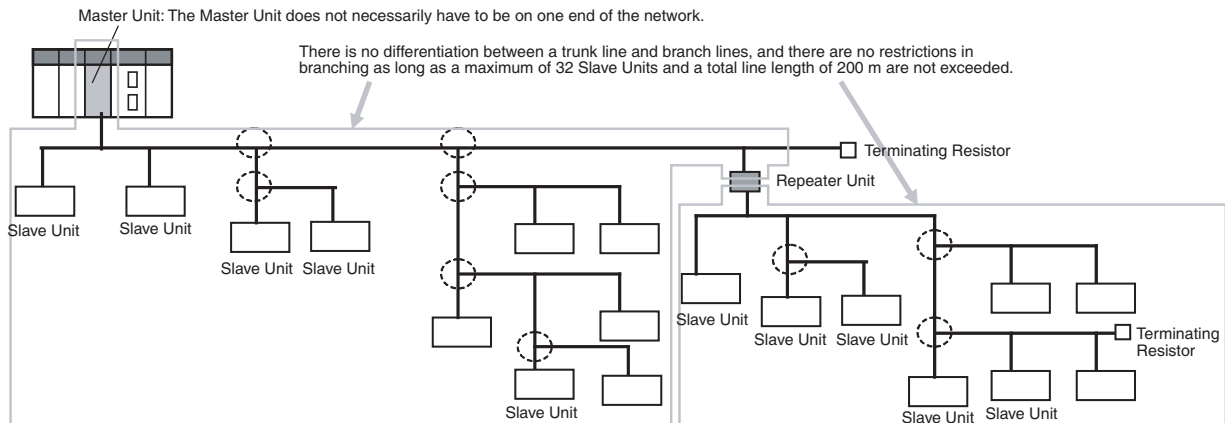 Master Unit: The Master Unit does not necessarily have to be on one end of the network.
There is no differentiation between a trunk line and branch lines, and there are no restrictions in
branching as long as a maximum of 32 Slave Units and a total line length of 200 m are not exceeded.
Terminating Resistor
Repeater Unit
Slave Unit
Slave Unit
Slave Unit
Slave Unit
Slave Unit
Slave Unit
Slave Unit
Slave Unit
Terminating
Resistor
Slave Unit
Slave Unit
Slave Unit